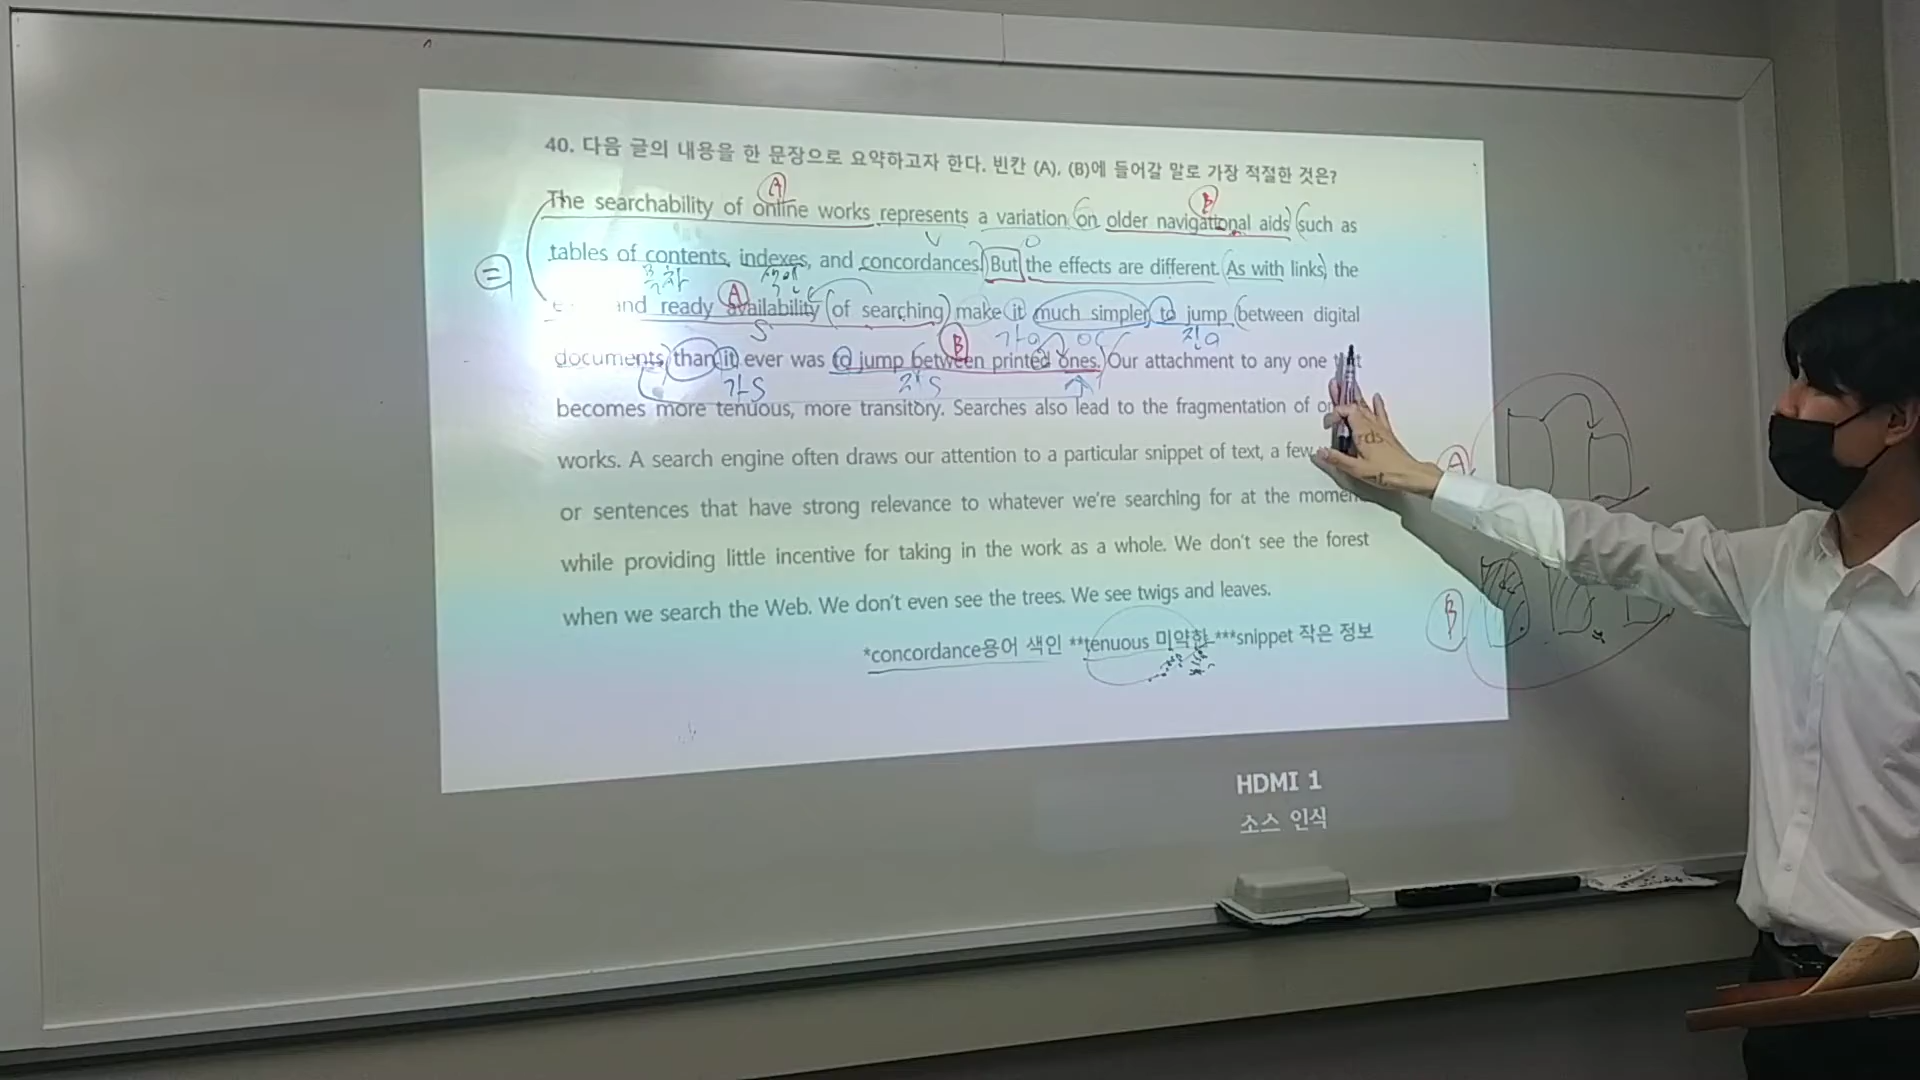 40. 다음 글의 내용을 한 문장으로 요약하고자 한다. 빈칸 (A), (B)에 들어갈 말로 가장 적절한 것은?
A B
The searchability of online works represents a variation on older navigational aids such as
tables of contents, indexes, and concordances. But the effects are different. As with links, the
and ready availability of searching make it much simpler to jump between digital
documents than it ever was to jump between printed ones. Our attachment to any one
becomes more tenuous, more transitory. Searches also lead to the fragmentation of
works. A search engine often draws our attention to a particular snippet of text, a few
or sentences that have strong relevance to whatever we're searching for at the moment
while providing little incentive for taking in the work as a whole. We don't see the forest
when we search the Web. We don't even see the trees. We see twigs and leaves.
*concordance용어 색인 **tenuous 미약한 ***snippet 작은 정보
=
A
B
V
O
S
가S
진S
가O
OC
진O
A
B
HDMI 1
소스 인식